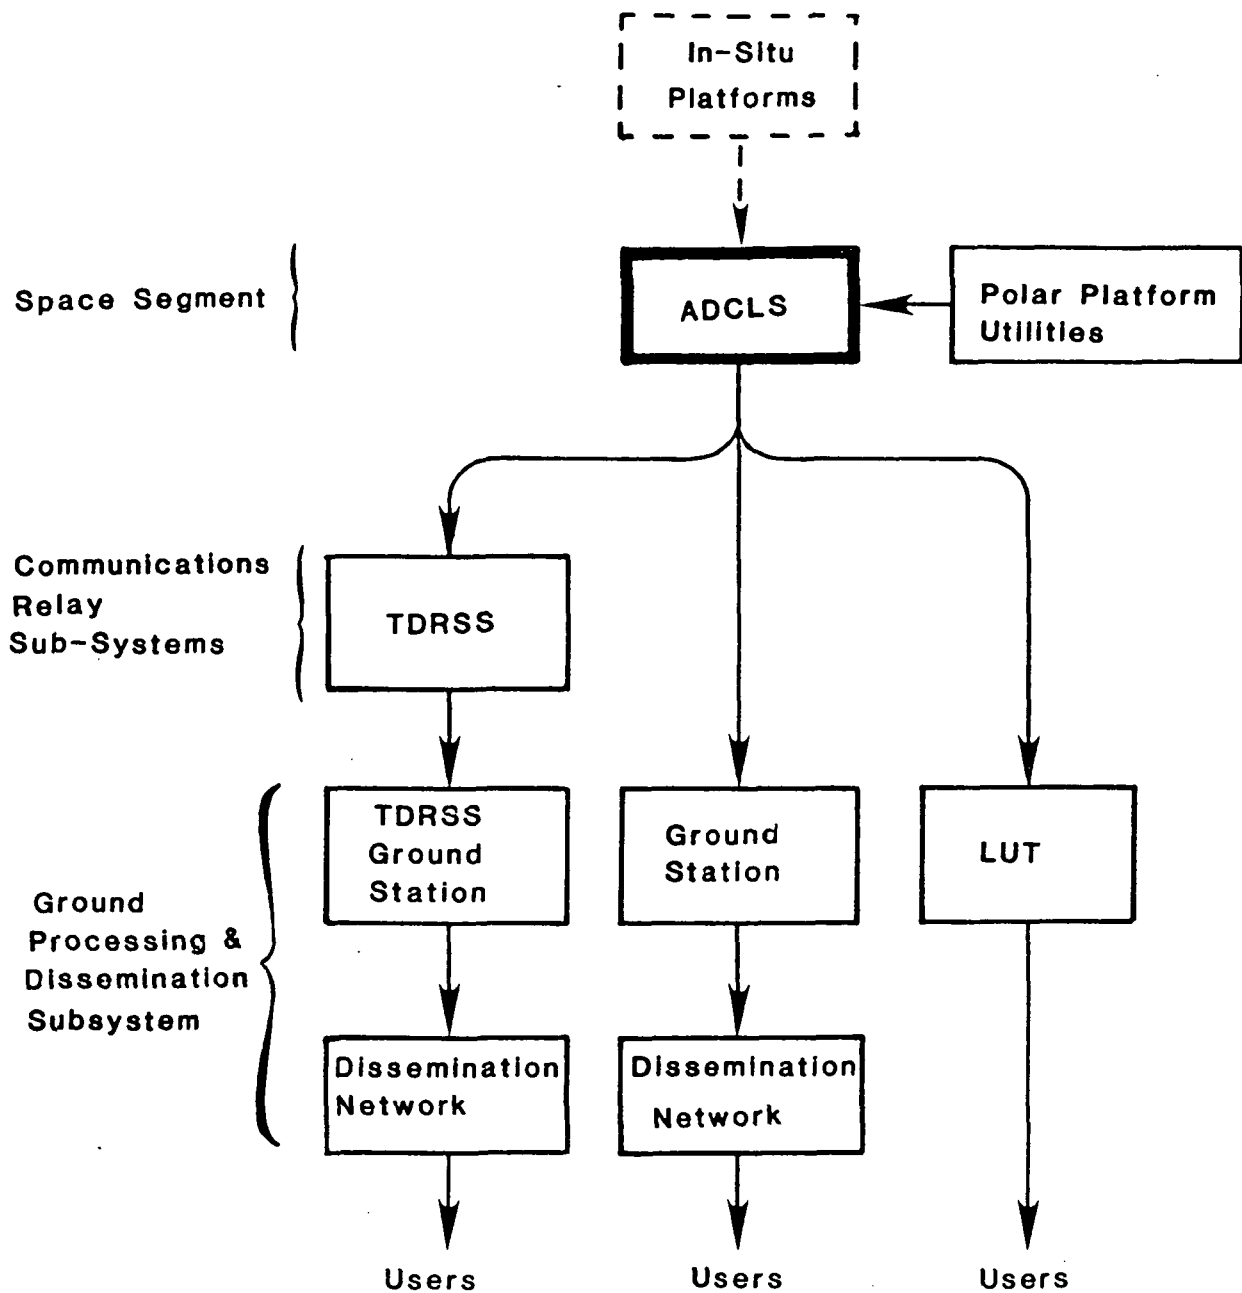 In-Situ
Platforms
Space Segment
ADCLS
Polar Platform
Utilities
Communications
Relay
Sub-Systems
TDRSS
TDRSS
Ground
Station
Ground
Station
LUT
Ground
Processing &
Dissemination
Subsystem
Dissemination
Network
Dissemination
Network
Users
Users
Users